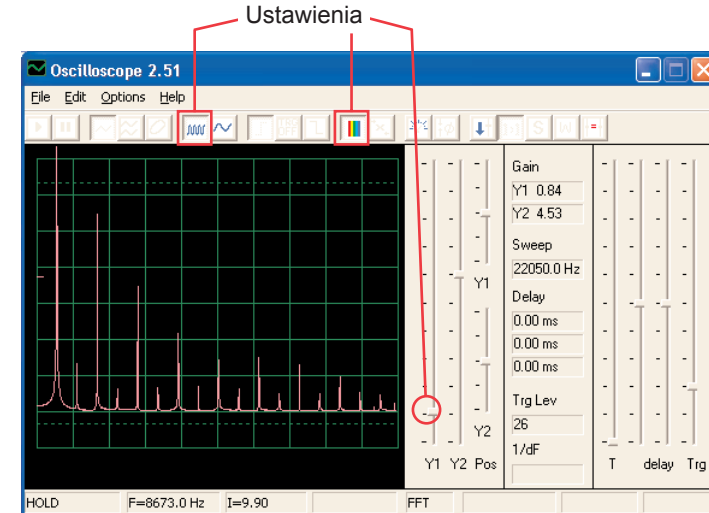 Ustawienia
Oscilloscope 2.51
File Edit Options Help
Gain
Y1 0.84
Y2 4.53
Sweep
22050.0 Hz
Y1
Delay
0.00 ms
0.00 ms
0.00 ms
Trg Lev
26
Y2
1/dF
Y1 Y2 Pos
T delay Trg
HOLD F=8673.0 Hz I=9.90 FFT